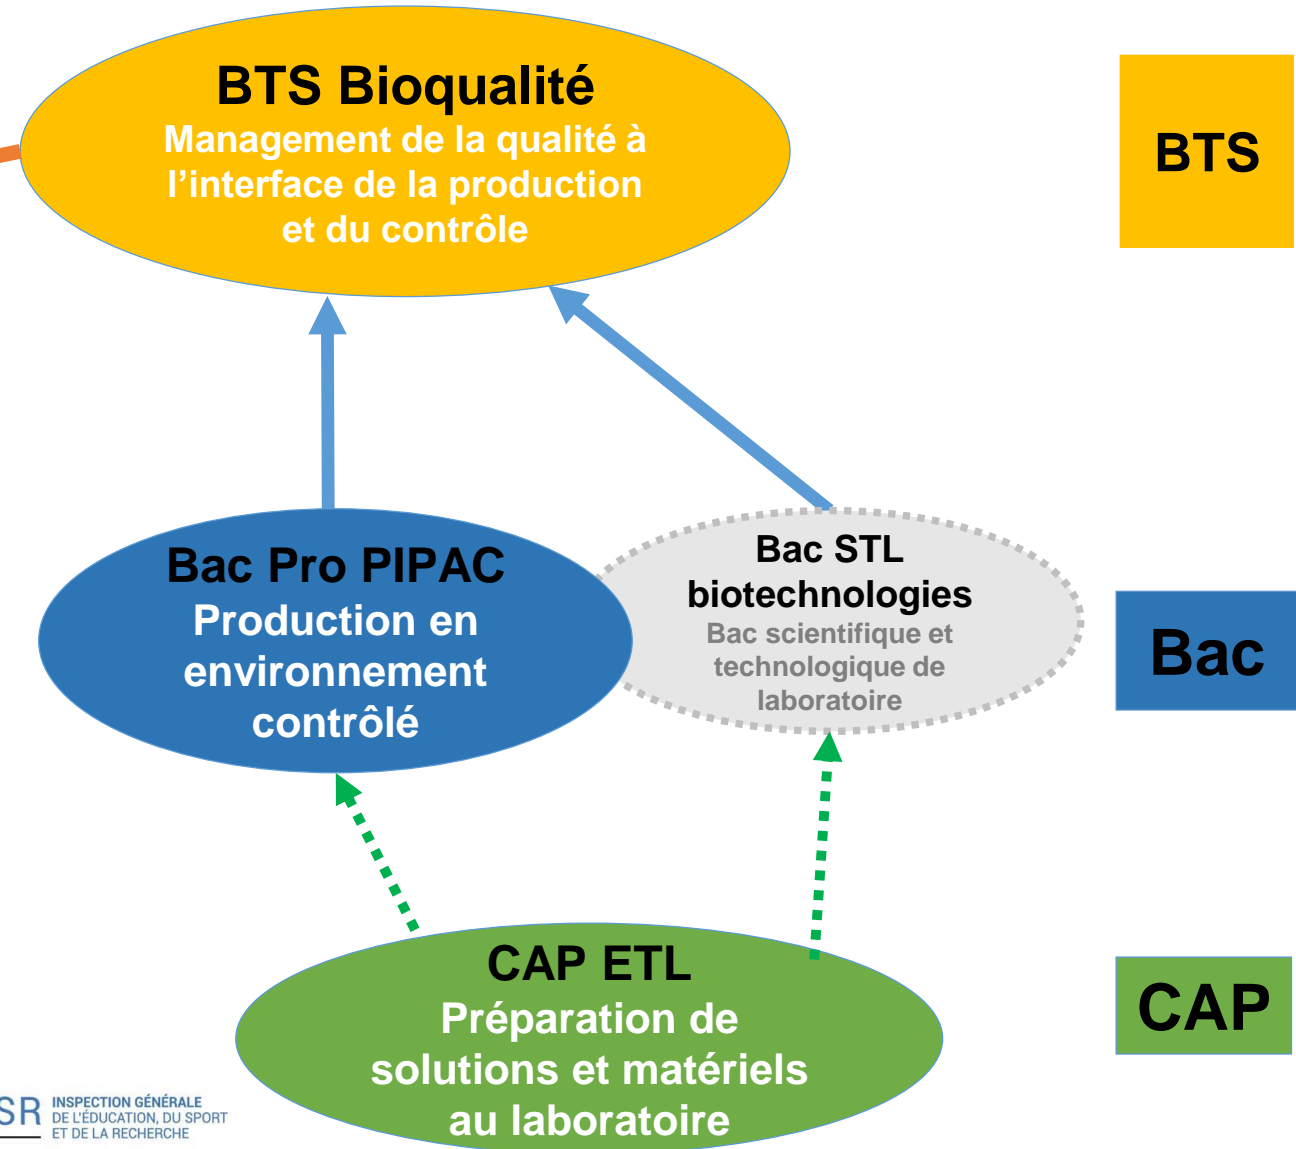 BTS Bioqualité
Management de la qualité à
l’interface de la production
et du contrôle
BTS
Bac Pro PIPAC
Production en
environnement
contrôlé
Bac STL
biotechnologies
Bac scientifique et
technologique de
laboratoire
Bac
CAP ETL
Préparation de
solutions et matériels
au laboratoire
CAP
SR
INSPECTION GÉNÉRALE
DE L'ÉDUCATION, DU SPORT
ET DE LA RECHERCHE